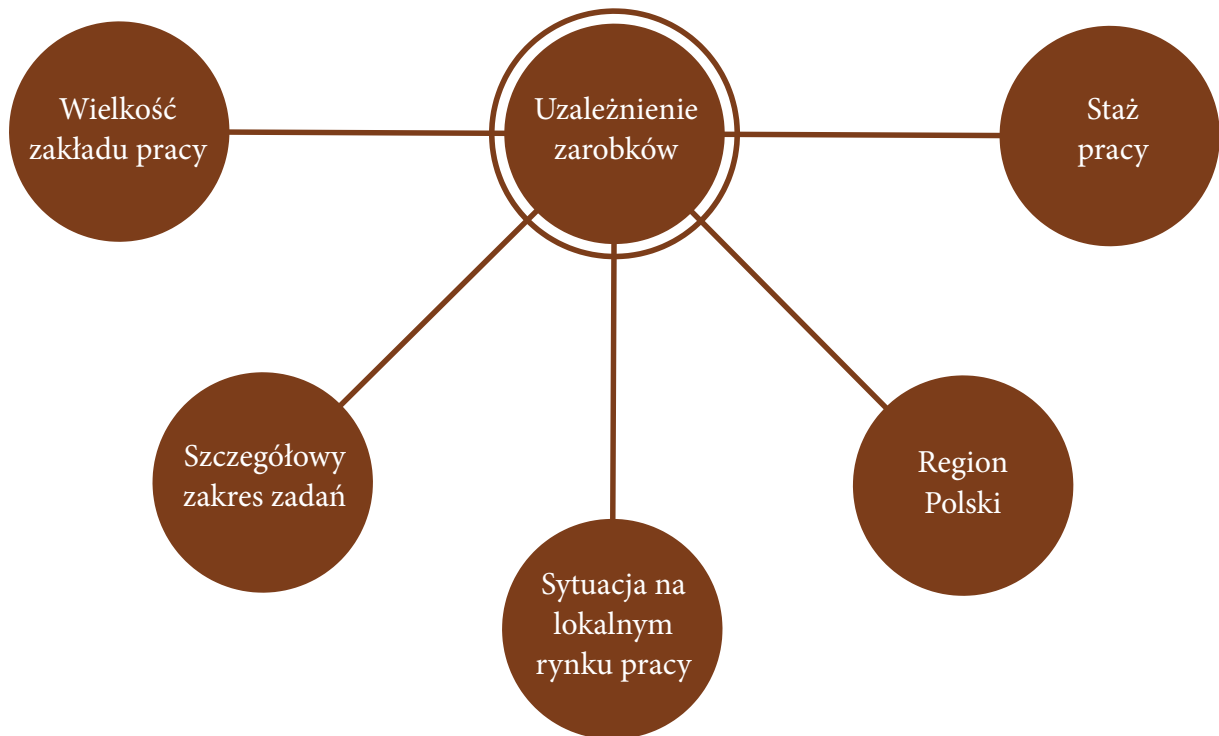 Wielkość
zakładu pracy
Uzależnienie
zarobków
Staż
pracy
Szczegółowy
zakres zadań
Sytuacja na
lokalnym
rynku pracy
Region
Polski